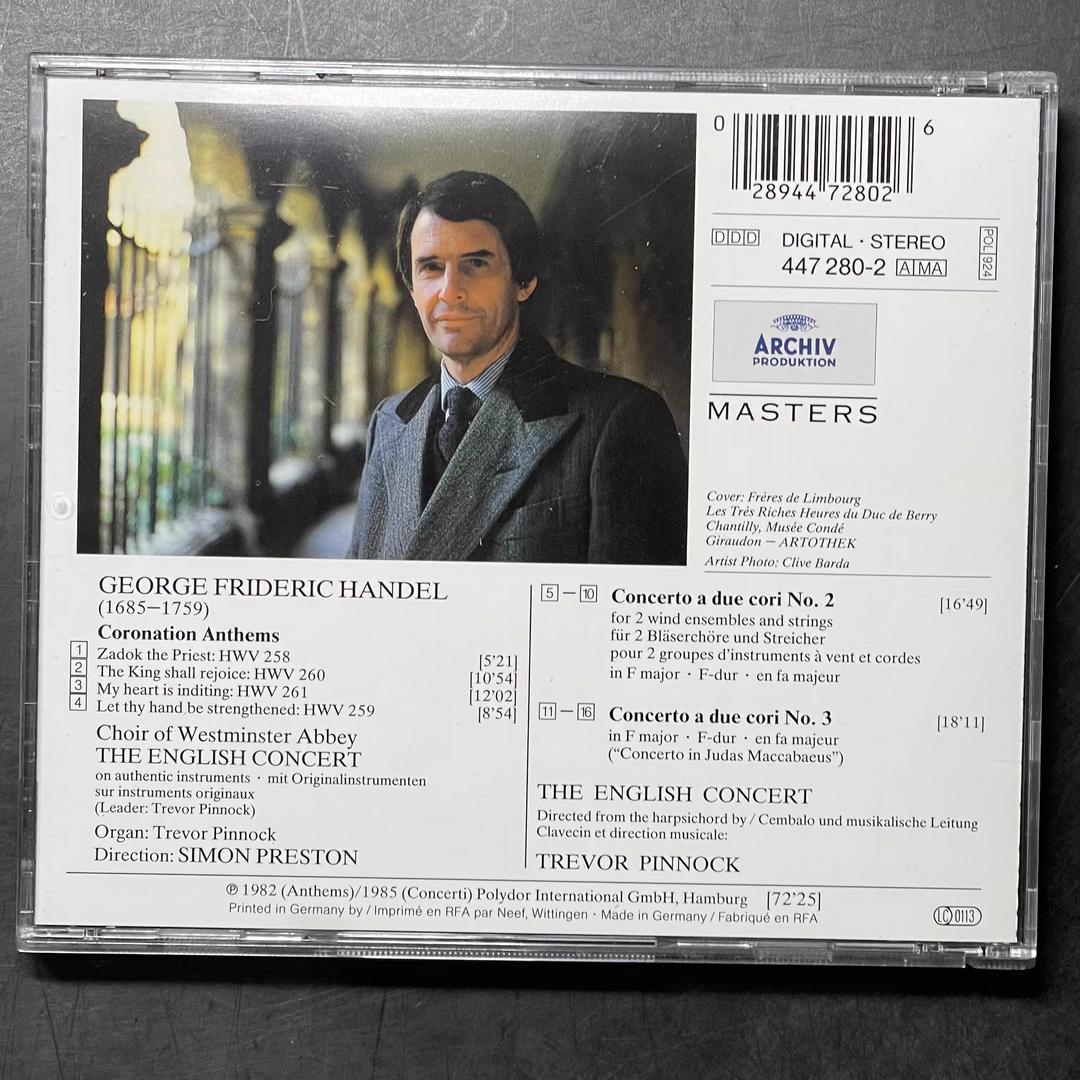 0 6
28944 72802
DDD DIGITAL · STEREO
447 280-2 A MA
POL 924
ARCHIV
PRODUKTION
MASTERS
Cover: Frères de Limbourg
Les Très Riches Heures du Duc de Berry
Chantilly, Musée Condé
Giraudon – ARTOTHEK
Artist Photo: Clive Barda
GEORGE FRIDERIC HANDEL
(1685–1759)
Coronation Anthems
1 Zadok the Priest: HWV 258 [5'21]
2 The King shall rejoice: HWV 260 [10'54]
3 My heart is inditing: HWV 261 [12'02]
4 Let thy hand be strengthened: HWV 259 [8'54]
Choir of Westminster Abbey
THE ENGLISH CONCERT
on authentic instruments · mit Originalinstrumenten
sur instruments originaux
(Leader: Trevor Pinnock)
Organ: Trevor Pinnock
Direction: SIMON PRESTON
5 – 10 Concerto a due cori No. 2 [16'49]
for 2 wind ensembles and strings
für 2 Bläserchöre und Streicher
pour 2 groupes d'instruments à vent et cordes
in F major · F-dur · en fa majeur
11 – 16 Concerto a due cori No. 3 [18'11]
in F major · F-dur · en fa majeur
(“Concerto in Judas Maccabaeus”)
THE ENGLISH CONCERT
Directed from the harpsichord by / Cembalo und musikalische Leitung
Clavecin et direction musicale:
TREVOR PINNOCK
℗ 1982 (Anthems)/1985 (Concerti) Polydor International GmbH, Hamburg [72'25]
Printed in Germany by / Imprimé en RFA par Neef, Wittingen · Made in Germany / Fabriqué en RFA
LC 0113